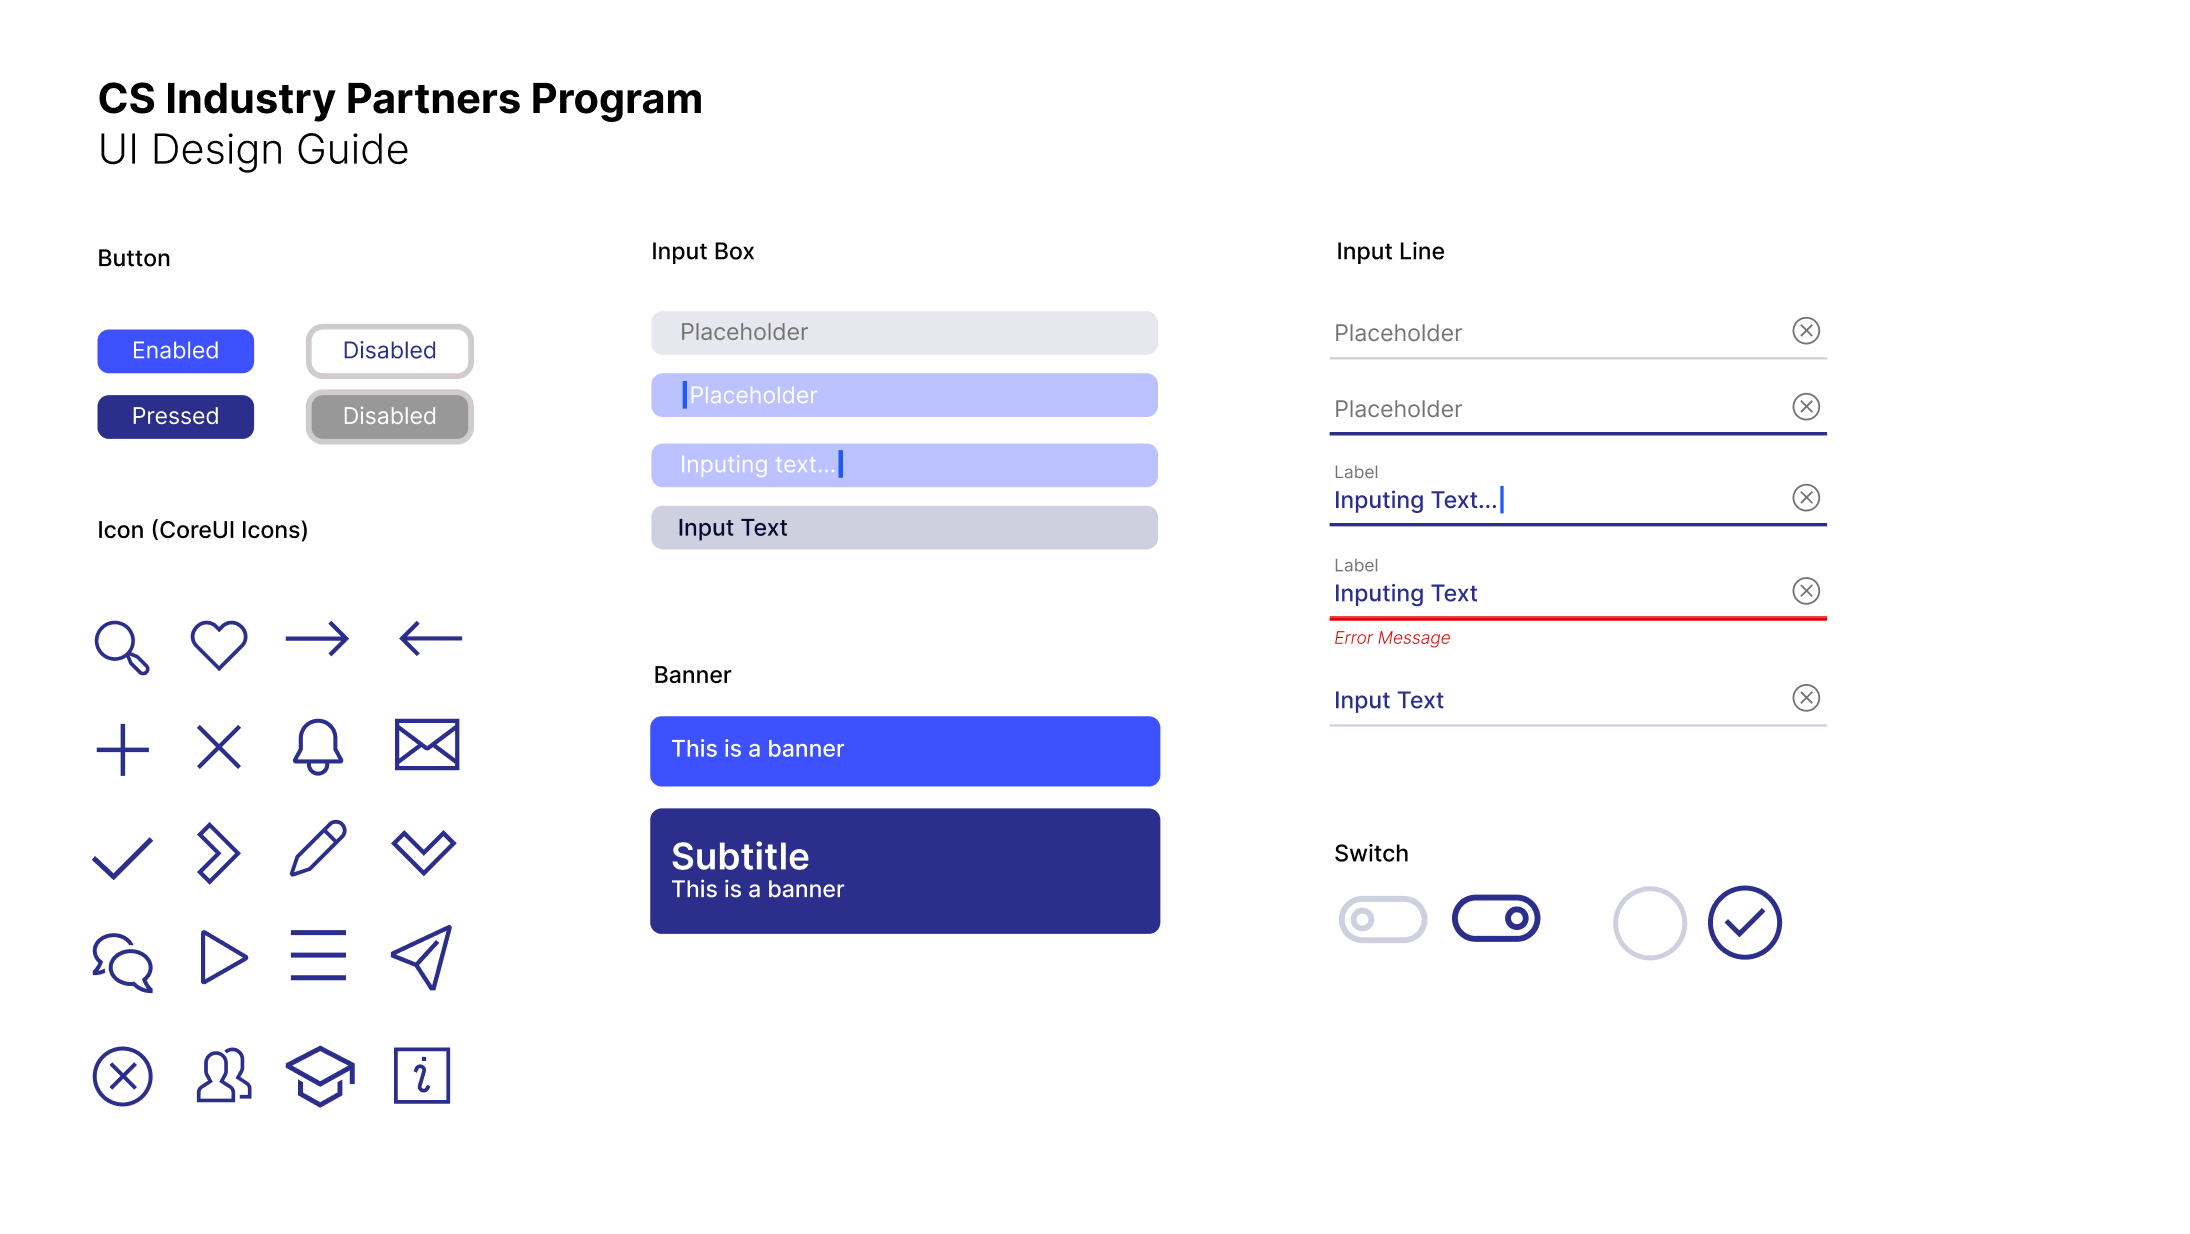 CS Industry Partners Program
UI Design Guide
Button
Enabled
Disabled
Pressed
Disabled
Icon (CoreUI Icons)
Input Box
Placeholder
Placeholder
Inputing text...
Input Text
Banner
This is a banner
Subtitle
This is a banner
Input Line
Placeholder
Placeholder
Label
Inputing Text...
Label
Inputing Text
Error Message
Input Text
Switch